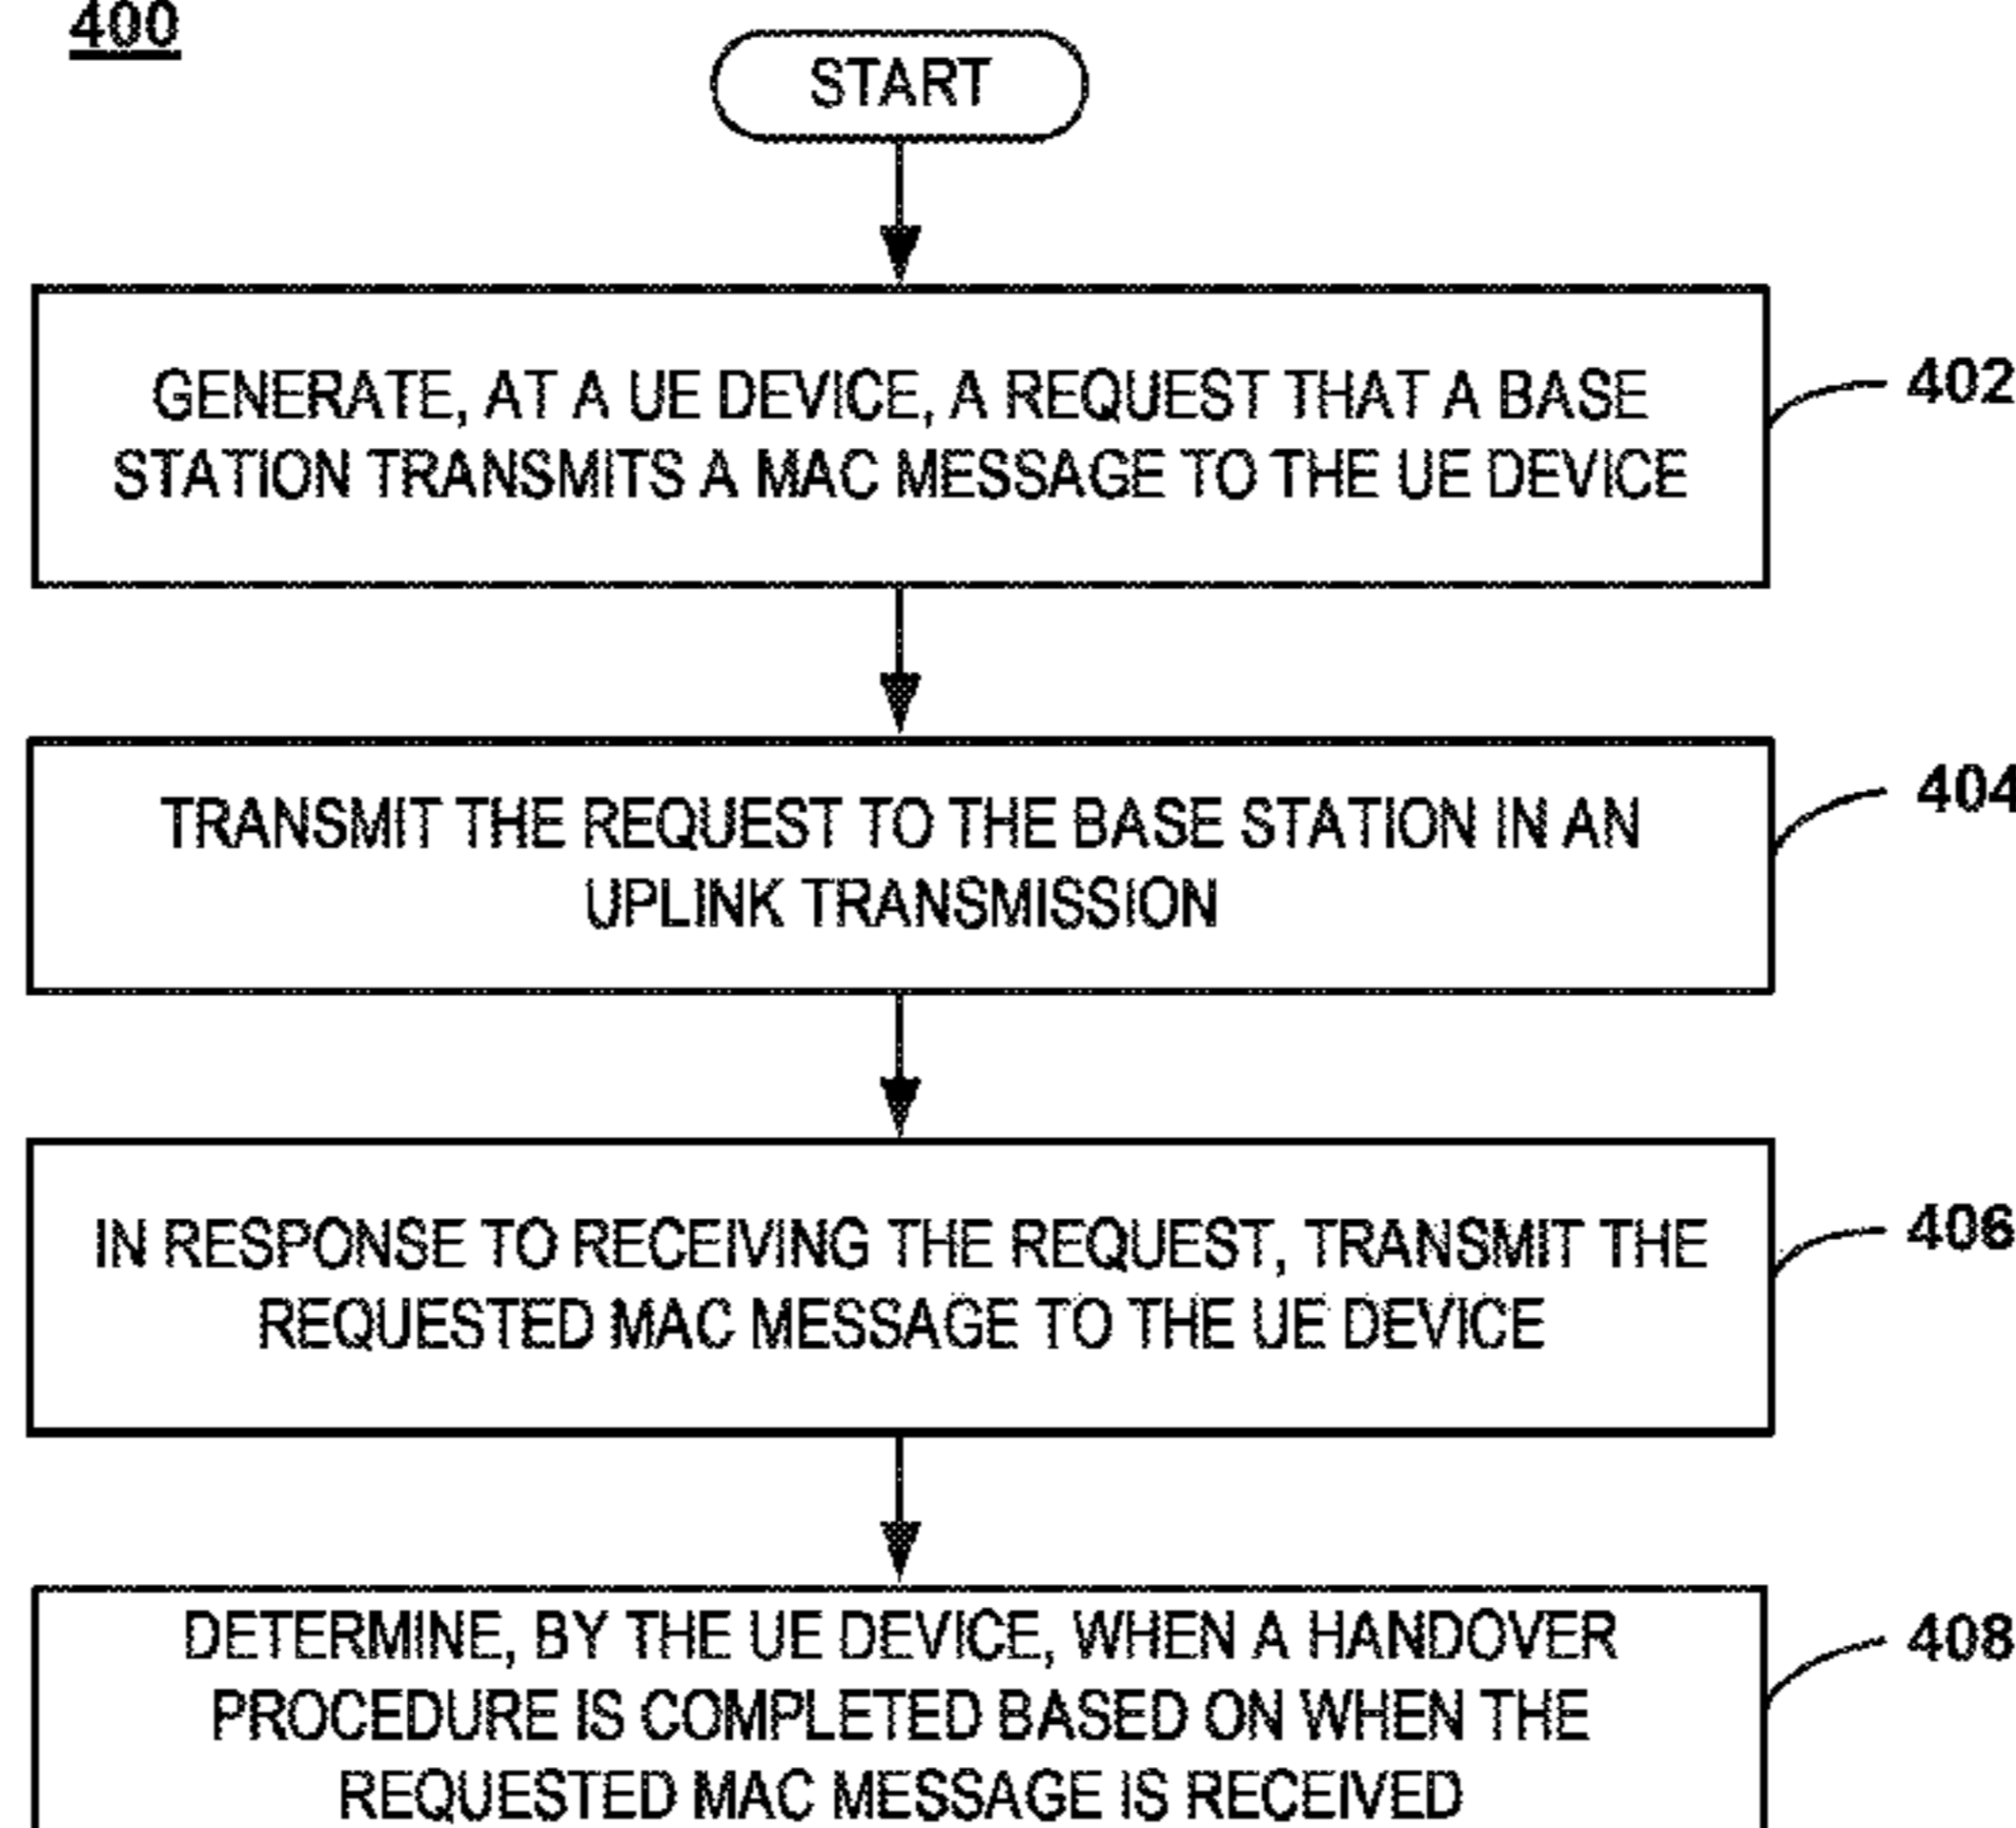 400
START
GENERATE, AT A UE DEVICE, A REQUEST THAT A BASE
STATION TRANSMITS A MAC MESSAGE TO THE UE DEVICE
402
TRANSMIT THE REQUEST TO THE BASE STATION IN AN
UPLINK TRANSMISSION
404
IN RESPONSE TO RECEIVING THE REQUEST, TRANSMIT THE
REQUESTED MAC MESSAGE TO THE UE DEVICE
406
DETERMINE, BY THE UE DEVICE, WHEN A HANDOVER
PROCEDURE IS COMPLETED BASED ON WHEN THE
REQUESTED MAC MESSAGE IS RECEIVED
408